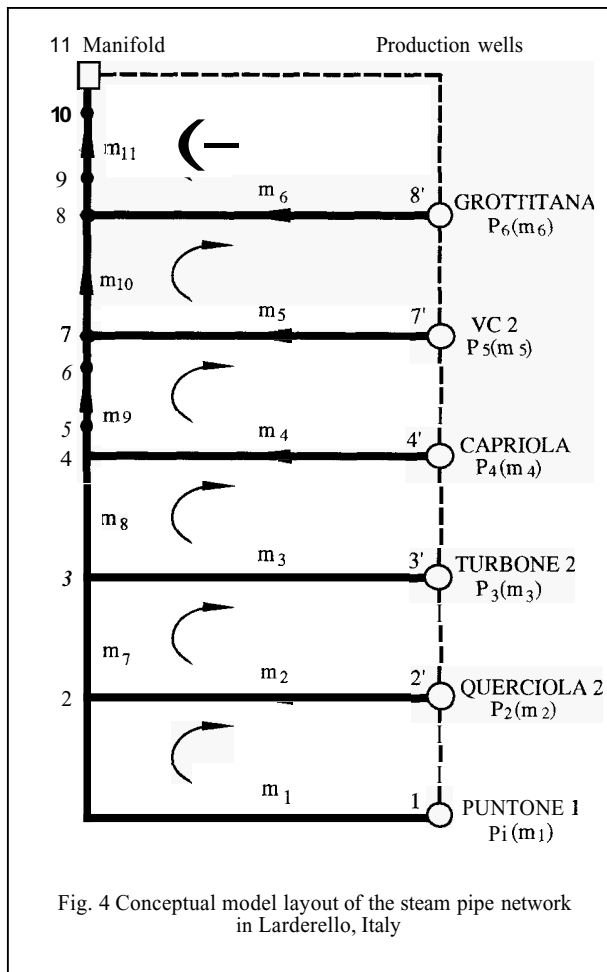 11 Manifold Production wells
10
m11
9
m6 8'
8 GROTTITANA
P6(m6)
m10
m5 7'
7 VC 2
P5(m5)
6
m9
5 m4 4'
4 CAPRIOLA
P4(m4)
m8
m3 3'
3 TURBONE 2
P3(m3)
m7
m2 2'
2 QUERCIOLA 2
P2(m2)
m1 1
PUNTONE 1
Pi(m1)
Fig. 4 Conceptual model layout of the steam pipe network
in Larderello, Italy